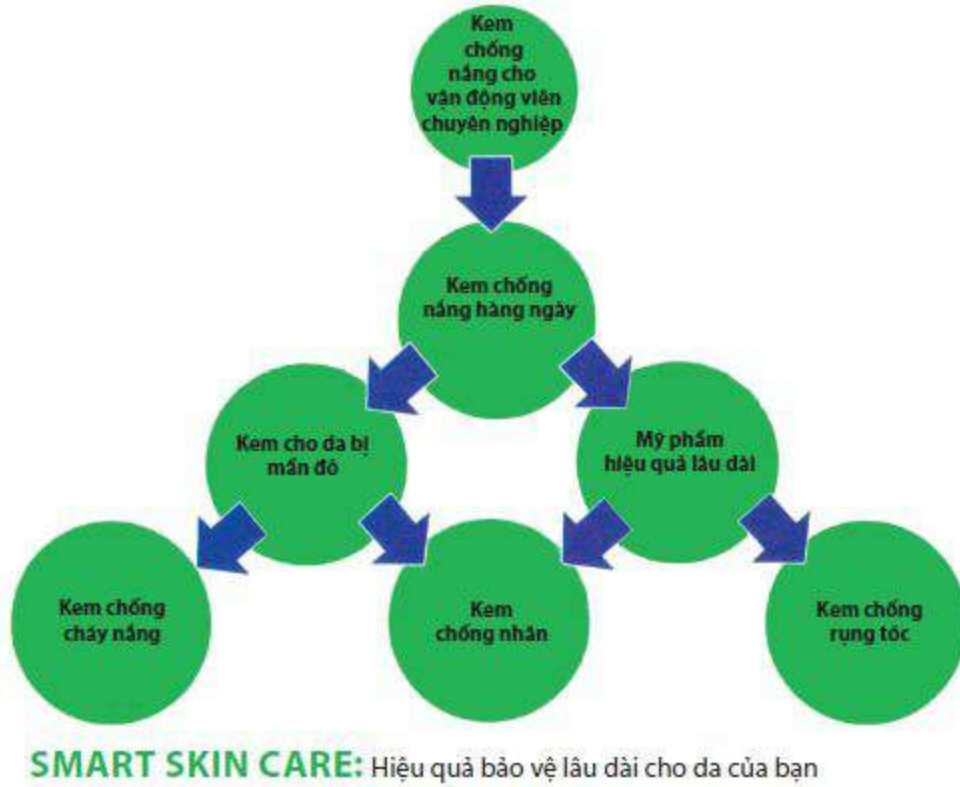 Kem
chống
nắng cho
vận động viên
chuyên nghiệp
Kem chống
nắng hàng ngày
Kem cho da bị
mẩn đỏ
Mỹ phẩm
hiệu quả lâu dài
Kem chống
cháy nắng
Kem
chống nhăn
Kem chống
rụng tóc
SMART SKIN CARE: Hiệu quả bảo vệ lâu dài cho da của bạn